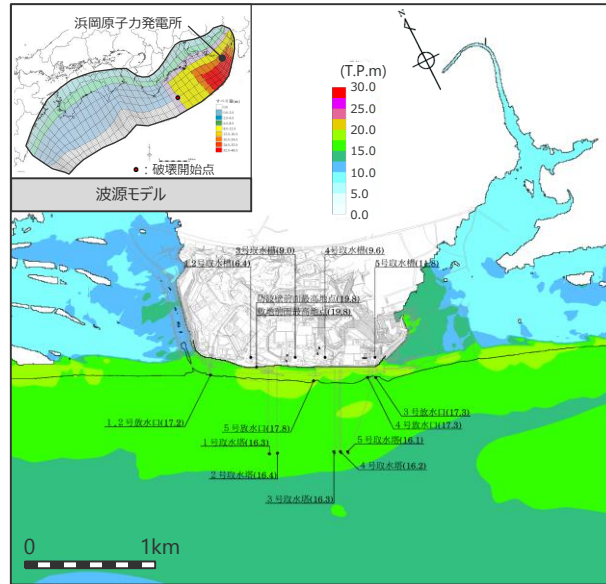 浜岡原子力発電所
：破壊開始点
波源モデル
N
(T.P.m)
30.0
25.0
20.0
15.0
10.0
5.0
0.0
3号取水槽(9.0)
4号取水槽(9.6)
1,2号取水槽(6.4)
5号取水槽(11.8)
防波壁前面最高地点(19.8)
敷地前面最高地点(19.8)
1,2号放水口(17.2)
5号放水口(17.8)
3号放水口(17.3)
4号放水口(17.3)
1号取水塔(16.3)
5号取水塔(16.1)
2号取水塔(16.4)
4号取水塔(16.2)
3号取水塔(16.3)
0
1km